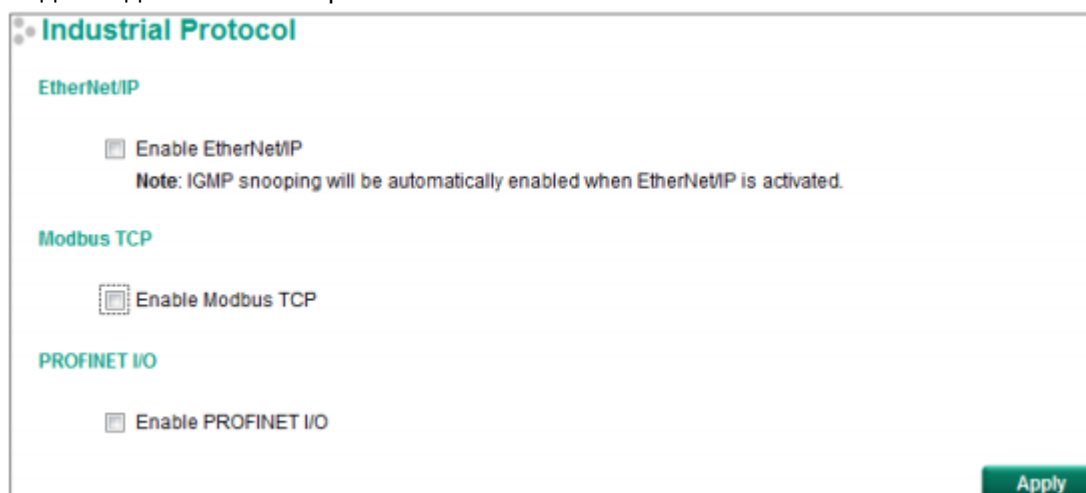 Industrial Protocol
EtherNet/IP
Enable EtherNet/IP
Note: IGMP snooping will be automatically enabled when EtherNet/IP is activated.
Modbus TCP
Enable Modbus TCP
PROFINET I/O
Enable PROFINET I/O
Apply